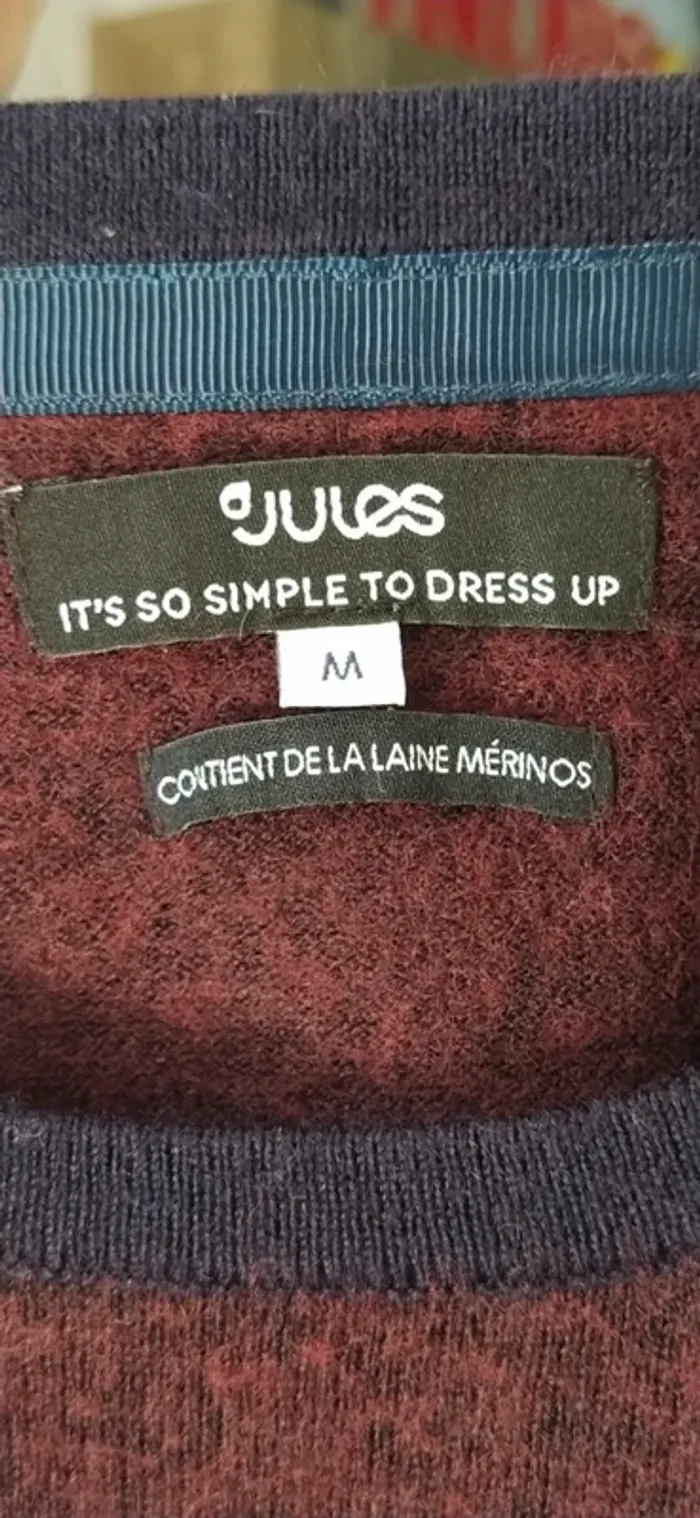 JULES
IT'S SO SIMPLE TO DRESS UP
M
CONTIENT DE LA LAINE MÉRINOS